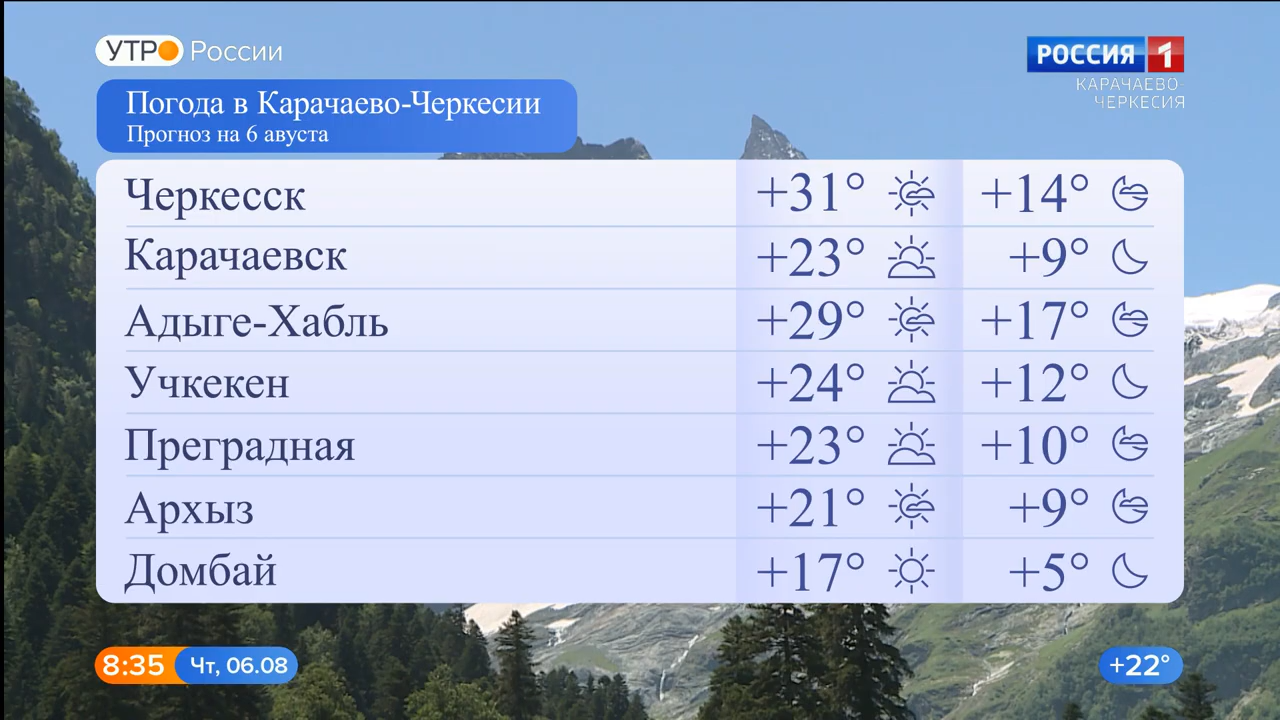 УТРО России
РОССИЯ 1
КАРАЧАЕВО-
ЧЕРКЕСИЯ
Погода в Карачаево-Черкесии
Прогноз на 6 авуста
Черкесск +31° +14°
Карачаевск +23° +9°
Адыге-Хабль +29° +17°
Учкекен +24° +12°
Преградная +23° +10°
Архыз +21° +9°
Домбай +17° +5°
8:35 Чт, 06.08 +22°